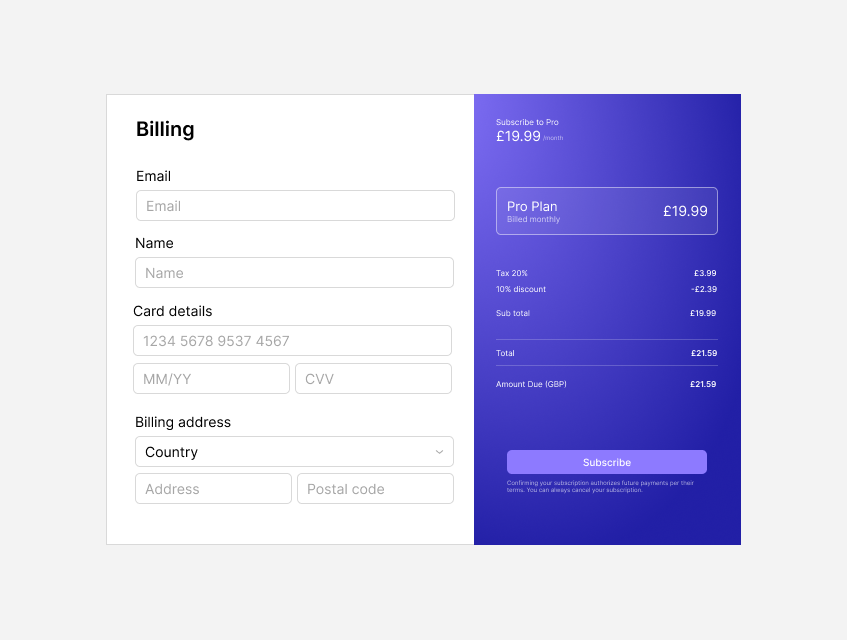 Billing
Email
Email
Name
Name
Card details
1234 5678 9537 4567
MM/YY CVV
Billing address
Country
Address Postal code
Subscribe to Pro
£19.99 /month
Pro Plan £19.99
Billed monthly
Tax 20% £3.99
10% discount -£2.39
Sub total £19.99
Total £21.59
Amount Due (GBP) £21.59
Subscribe
Confirming your subscription authorizes future payments per their
terms. You can always cancel your subscription.